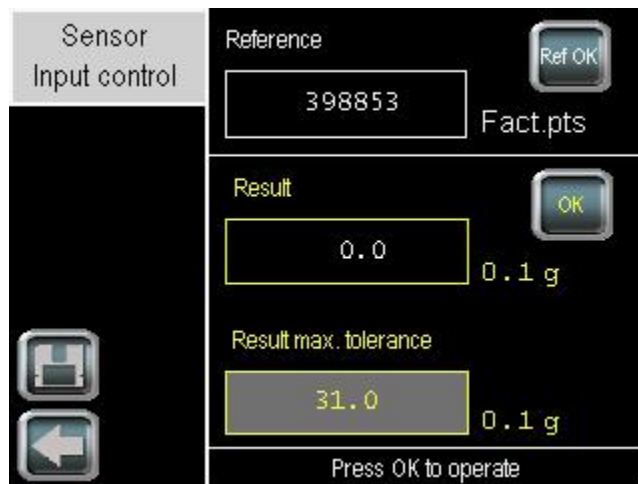 Sensor
Input control
Reference
Ref OK
398853
Fact.pts
Result
OK
0.0
0.1 g
Result max. tolerance
31.0
0.1 g
Press OK to operate